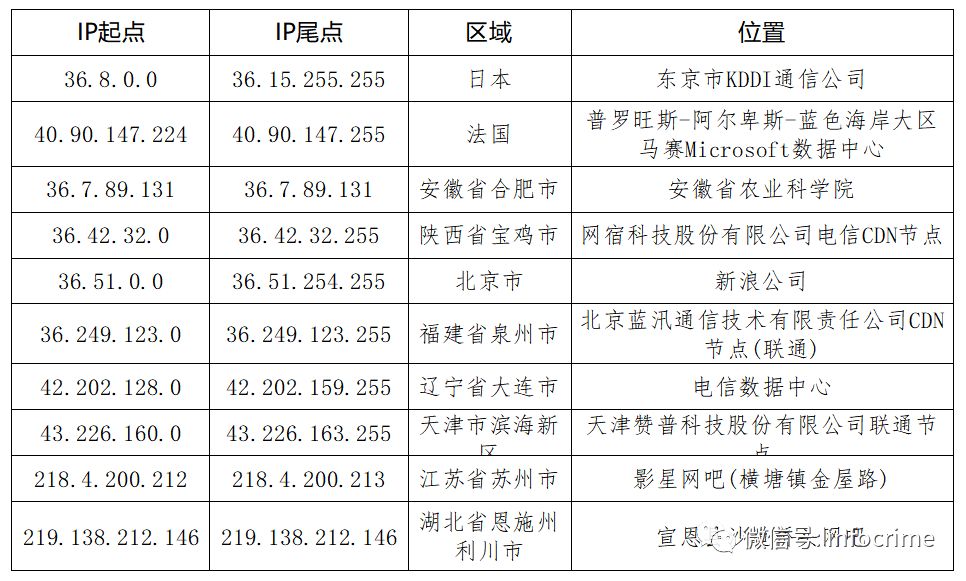 IP起点 IP尾点 区域 位置
36.8.0.0 36.15.255.255 日本 东京市KDDI通信公司
40.90.147.224 40.90.147.255 法国 普罗旺斯-阿尔卑斯-蓝色海岸大区
马赛Microsoft数据中心
36.7.89.131 36.7.89.131 安徽省合肥市 安徽省农业科学院
36.42.32.0 36.42.32.255 陕西省宝鸡市 网宿科技股份有限公司电信CDN节点
36.51.0.0 36.51.254.255 北京市 新浪公司
36.249.123.0 36.249.123.255 福建省泉州市 北京蓝汛通信技术有限责任公司CDN
节点(联通)
42.202.128.0 42.202.159.255 辽宁省大连市 电信数据中心
43.226.160.0 43.226.163.255 天津市滨海新 天津赞普科技股份有限公司联通节
区 点
218.4.200.212 218.4.200.213 江苏省苏州市 影星网吧(横塘镇金屋路)
219.138.212.146 219.138.212.146 湖北省恩施州
利川市 宣恩
微信号:infocrime